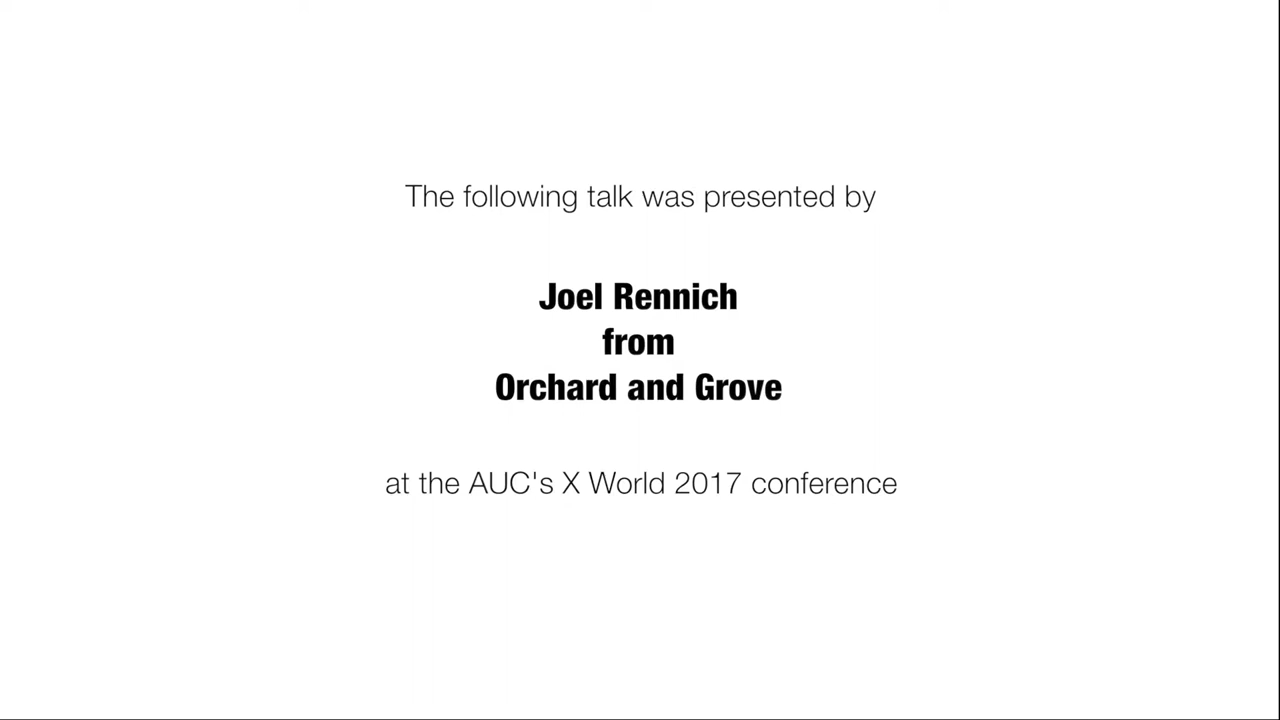 The following talk was presented by
Joel Rennich
from
Orchard and Grove
at the AUC's X World 2017 conference